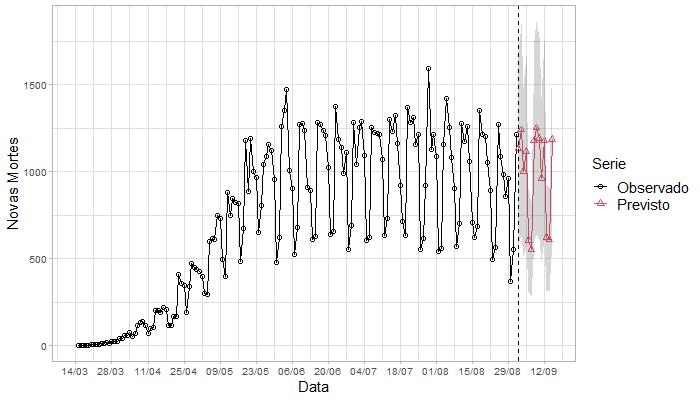 Novas Mortes
1500
1000
500
0
14/03 28/03 11/04 25/04 09/05 23/05 06/06 20/06 04/07 18/07 01/08 15/08 29/08 12/09
Data
Serie
Observado
Previsto